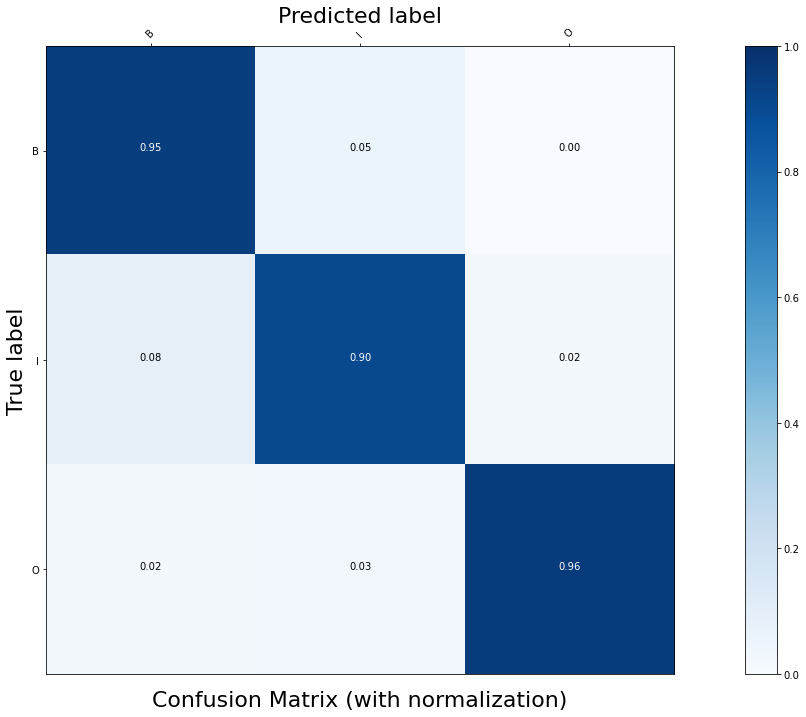 Predicted label
B I O
1.0
B 0.95 0.05 0.00
0.8
0.6
True label
I 0.08 0.90 0.02
0.4
0.2
O 0.02 0.03 0.96
0.0
Confusion Matrix (with normalization)